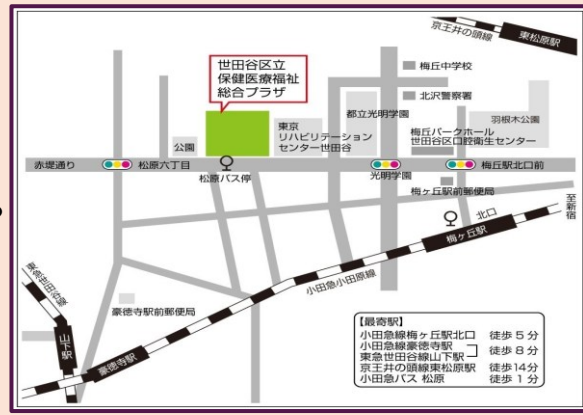 東松原駅
京王井の頭線
世田谷区立
保健医療福祉
総合プラザ
梅丘中学校
北沢警察署
都立光明学園
羽根木公園
公園
東京
リハビリテーション
センター世田谷
梅丘パークホール
世田谷区口腔衛生センター
赤堤通り
松原六丁目
松原バス停
光明学園
梅丘駅北口前
梅ヶ丘駅前郵便局
至新宿
北口
梅ヶ丘駅
小田急小田原線
東急世田谷線
山下駅
豪徳寺駅前郵便局
豪徳寺駅
【最寄駅】
小田急線梅ヶ丘駅北口 徒歩5分
小田急線豪徳寺駅
東急世田谷線山下駅 徒歩8分
京王井の頭線東松原駅 徒歩14分
小田急バス 松原 徒歩1分